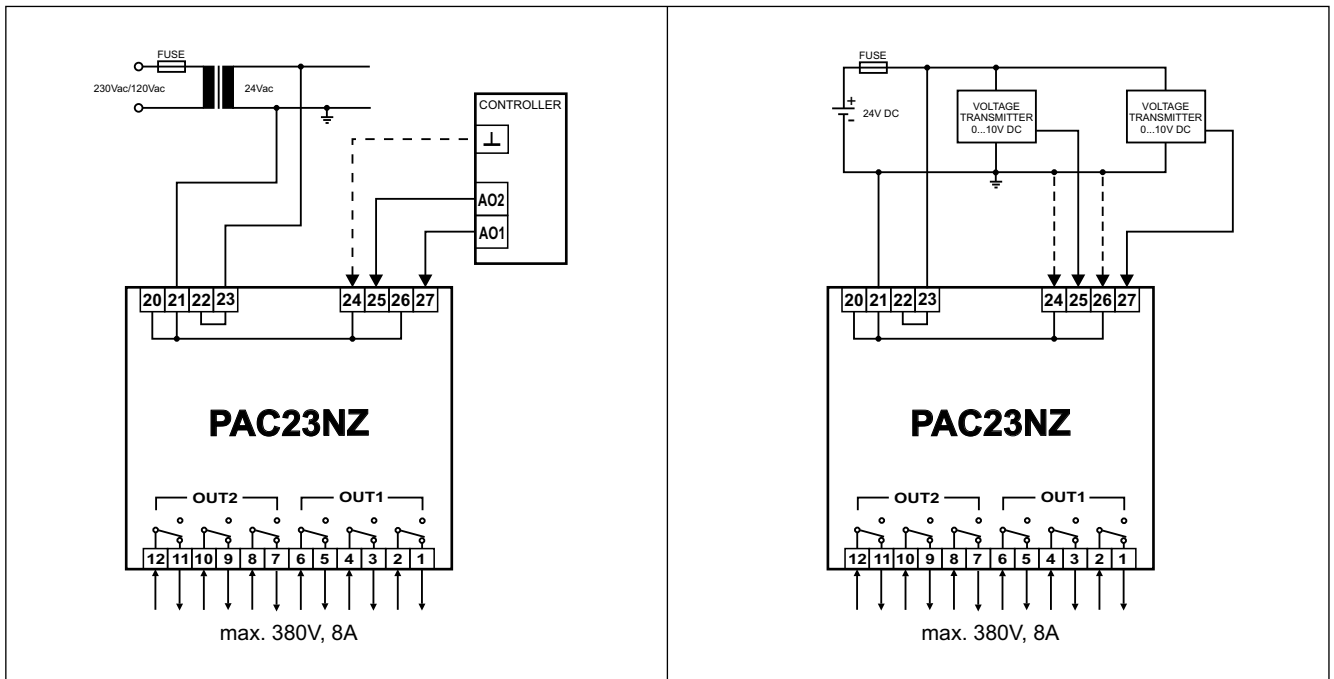 FUSE
230Vac/120Vac
24Vac
CONTROLLER
⊥
AO2
AO1
20 21 22 23 24 25 26 27
PAC23NZ
OUT2 OUT1
12 11 10 9 8 7 6 5 4 3 2 1
max. 380V, 8A
FUSE
+
24V DC
-
VOLTAGE
TRANSMITTER
0...10V DC
VOLTAGE
TRANSMITTER
0...10V DC
20 21 22 23 24 25 26 27
PAC23NZ
OUT2 OUT1
12 11 10 9 8 7 6 5 4 3 2 1
max. 380V, 8A